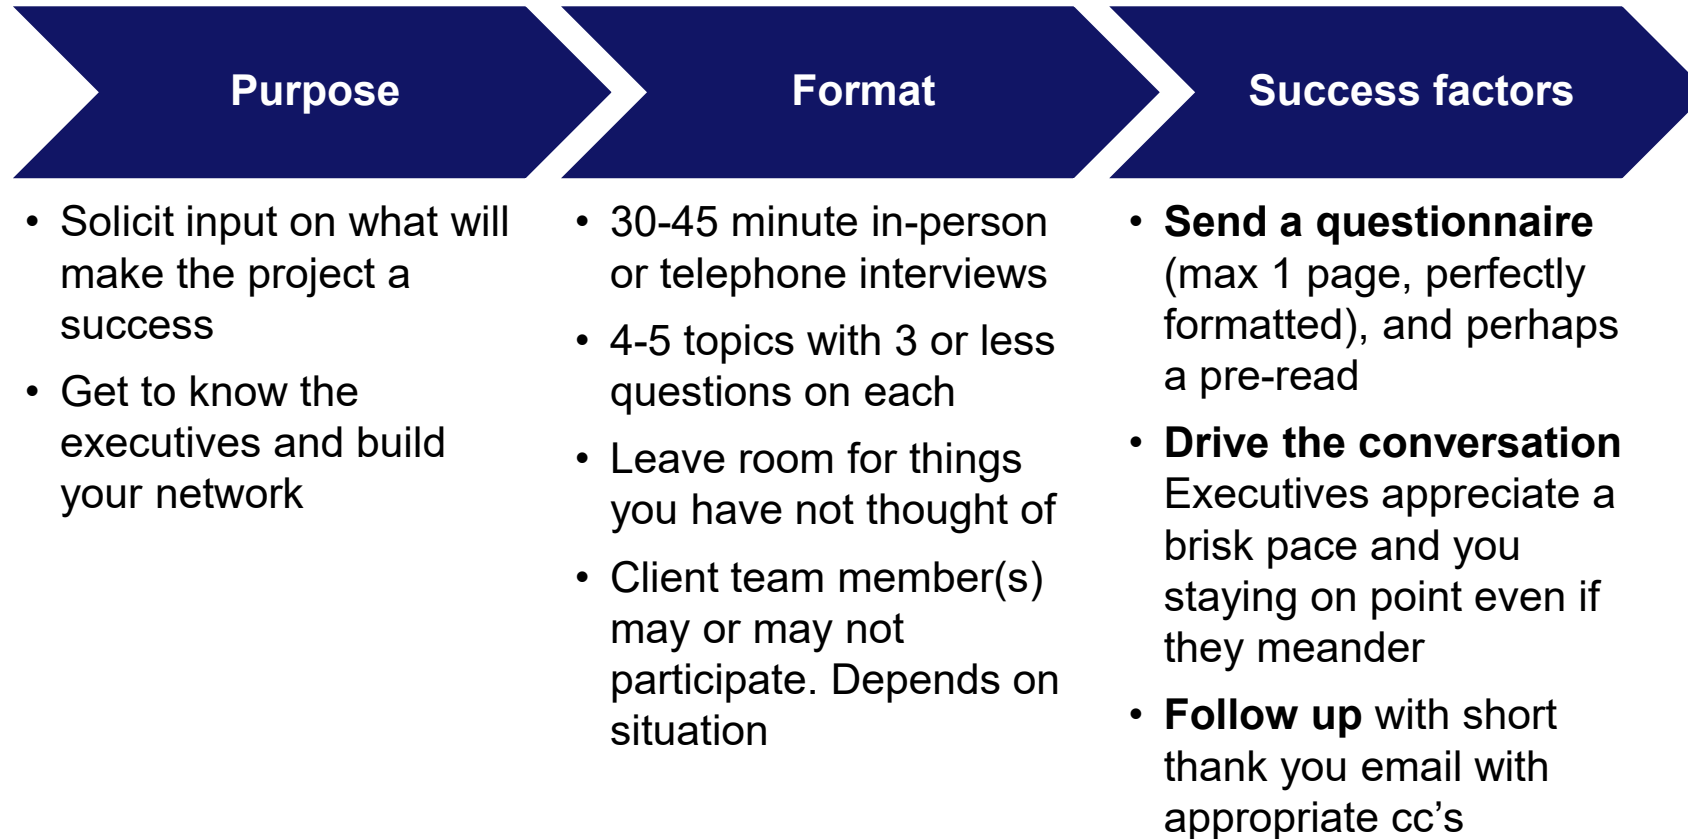 Purpose
Format
Success factors
• Solicit input on what will
make the project a
success
• Get to know the
executives and build
your network
• 30-45 minute in-person
or telephone interviews
• 4-5 topics with 3 or less
questions on each
• Leave room for things
you have not thought of
• Client team member(s)
may or may not
participate. Depends on
situation
• Send a questionnaire
(max 1 page, perfectly
formatted), and perhaps
a pre-read
• Drive the conversation
Executives appreciate a
brisk pace and you
staying on point even if
they meander
• Follow up with short
thank you email with
appropriate cc’s